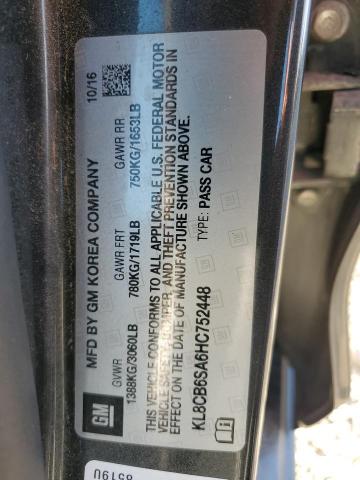 MFD BY GM KOREA COMPANY 10/16
GVWR GAWR FRT GAWR RR
1388KG/3060LB 780KG/1719LB 750KG/1653LB
THIS VEHICLE CONFORMS TO ALL APPLICABLE U.S. FEDERAL MOTOR
VEHICLE SAFETY, BUMPER, AND THEFT PREVENTION STANDARDS IN
EFFECT ON THE DATE OF MANUFACTURE SHOWN ABOVE.
KL8CB6SA6HC752448 TYPE: PASS CAR
GM
8519U